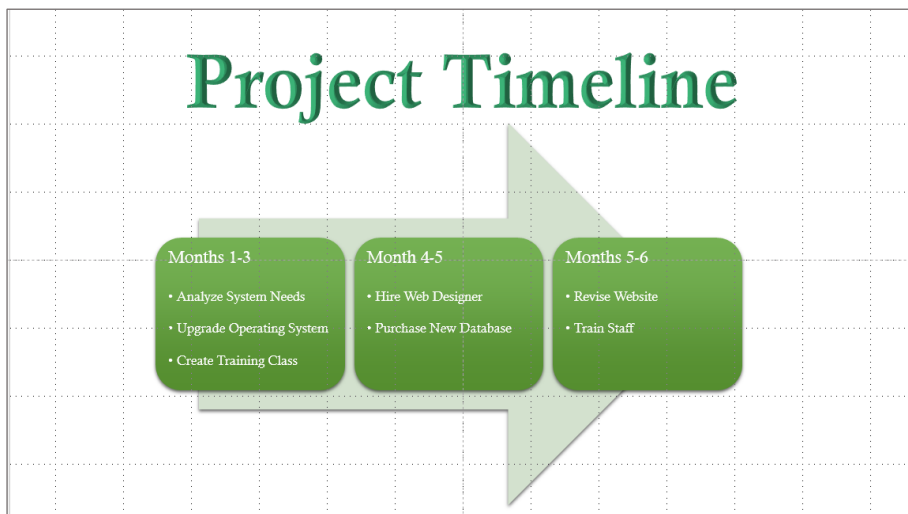 Project Timeline
Months 1-3
• Analyze System Needs
• Upgrade Operating System
• Create Training Class
Month 4-5
• Hire Web Designer
• Purchase New Database
Months 5-6
• Revise Website
• Train Staff